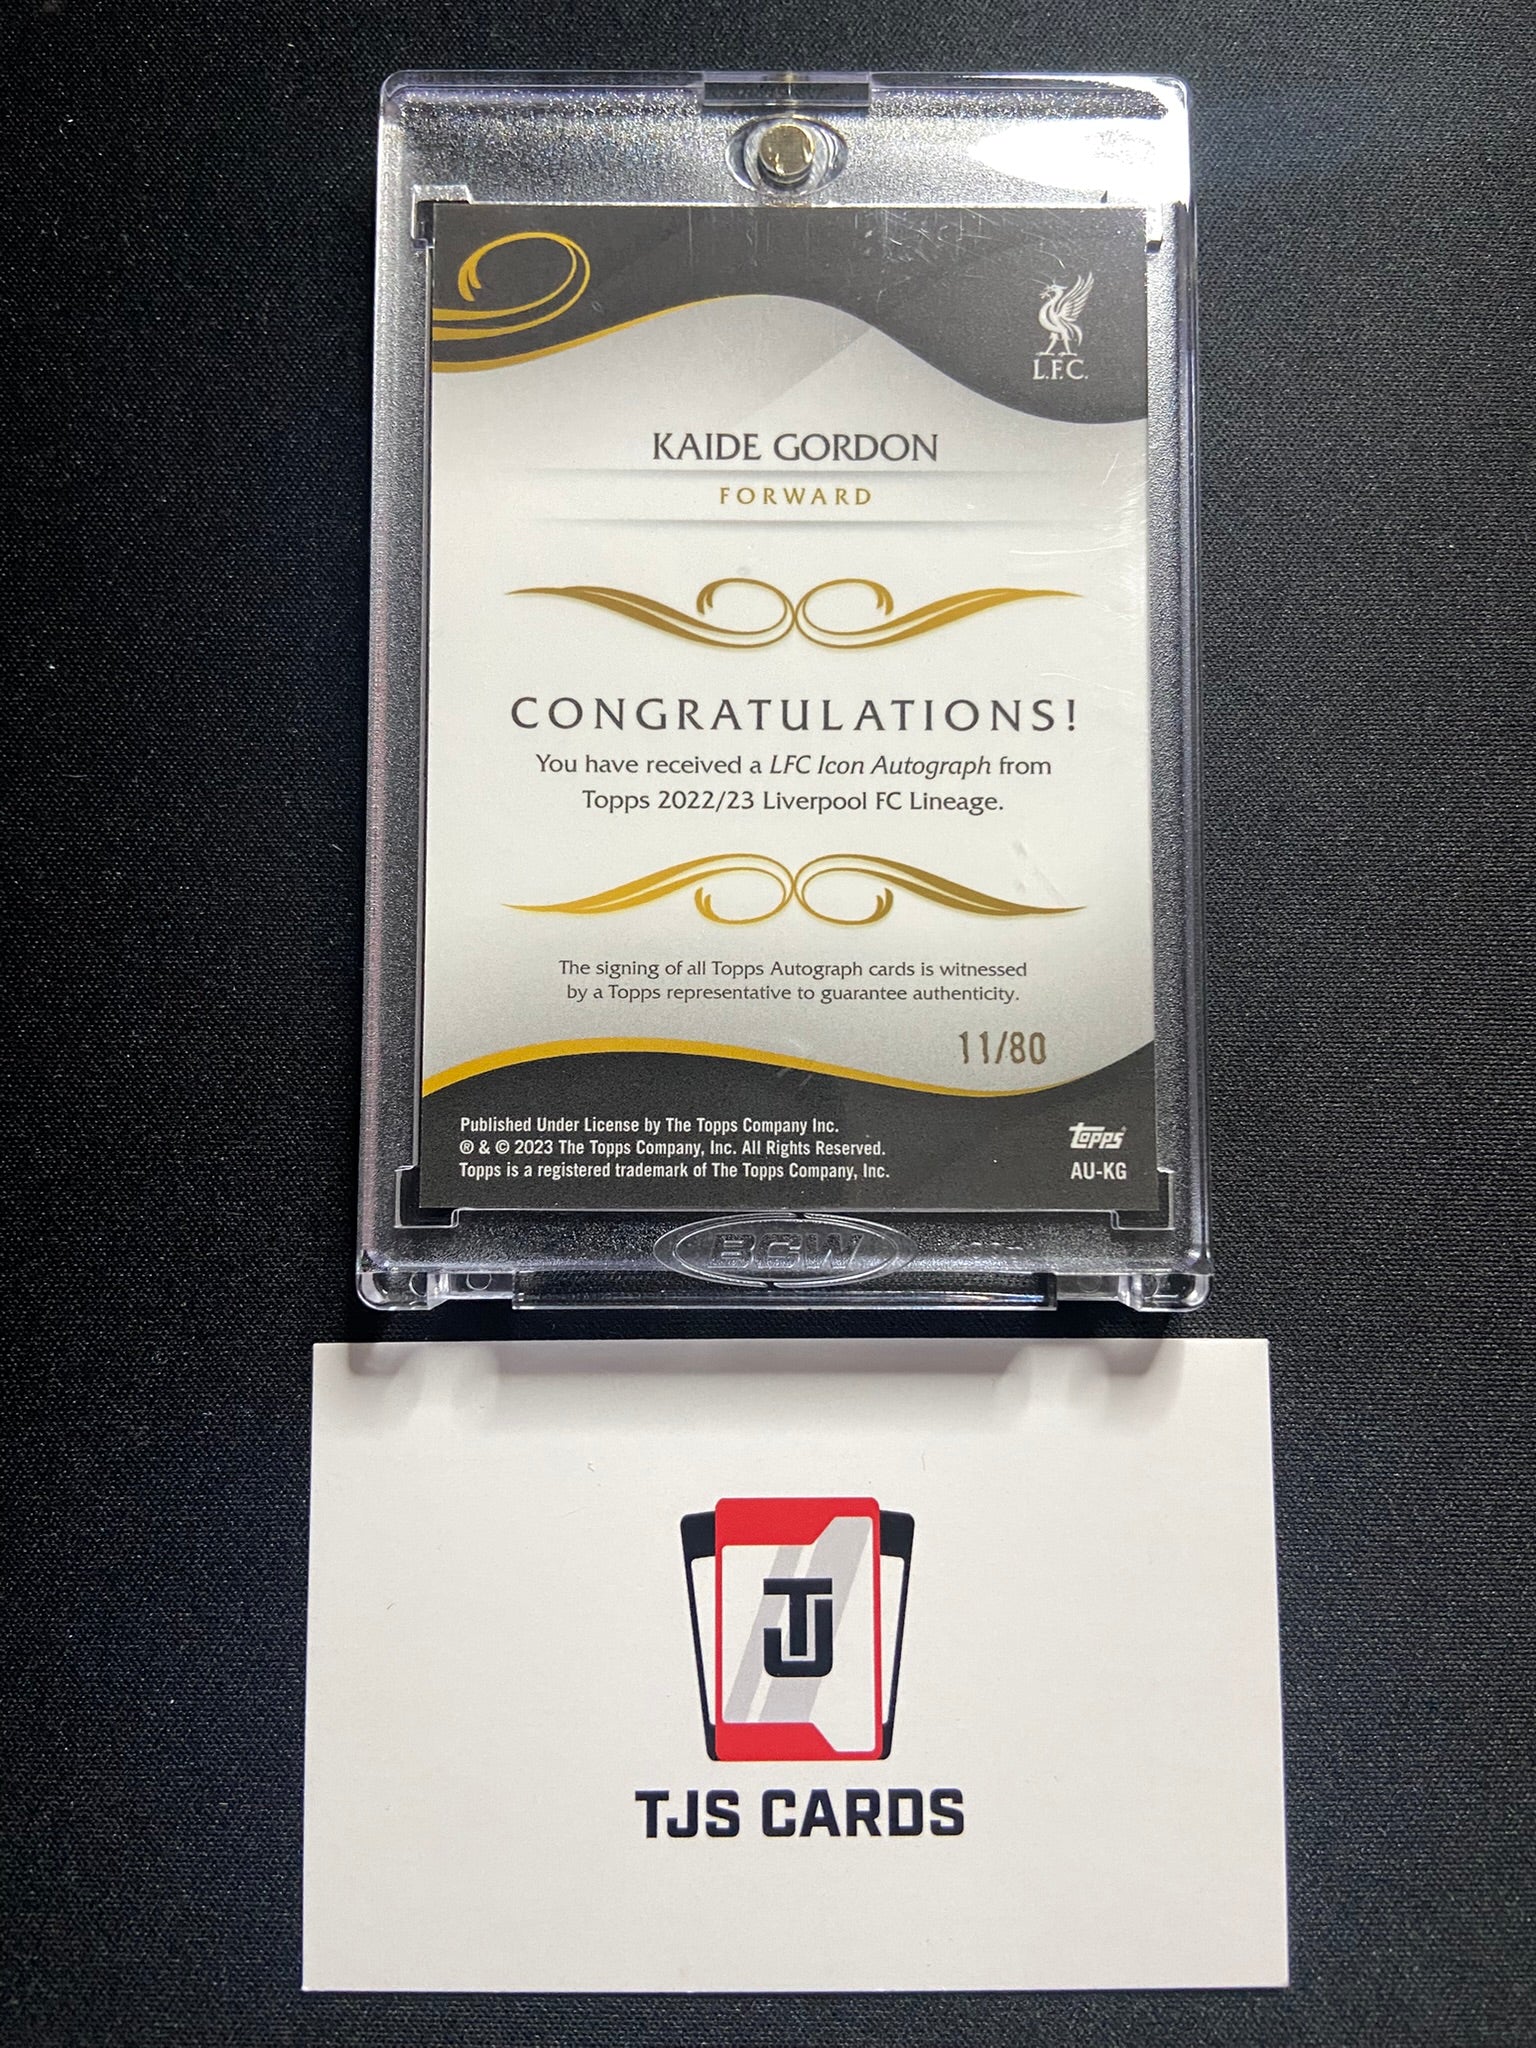 L.F.C.
KAIDE GORDON
FORWARD
CONGRATULATIONS!
You have received a LFC Icon Autograph from
Topps 2022/23 Liverpool FC Lineage.
The signing of all Topps Autograph cards is witnessed
by a Topps representative to guarantee authenticity.
11/80
Published Under License by The Topps Company Inc.
® & © 2023 The Topps Company, Inc. All Rights Reserved.
Topps is a registered trademark of The Topps Company, Inc.
Topps®
AU-KG
BCW
TJ
TJS CARDS